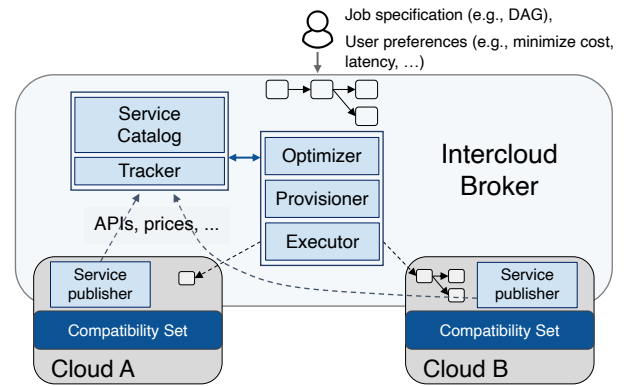 Job specification (e.g., DAG),
User preferences (e.g., minimize cost,
latency, ...)
Service
Catalog
Tracker
Optimizer
Provisioner
Executor
Intercloud
Broker
APIs, prices, ...
Service
publisher
Compatibility Set
Cloud A
Service
publisher
Compatibility Set
Cloud B